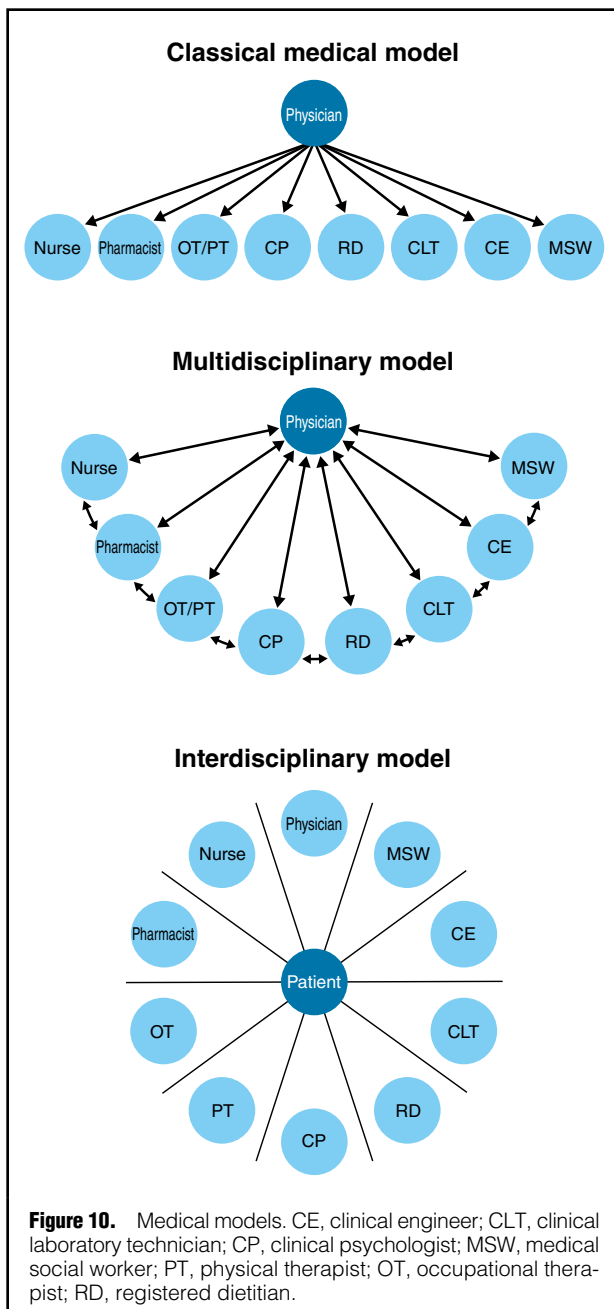 Classical medical model
Physician
Nurse Pharmacist OT/PT CP RD CLT CE MSW
Multidisciplinary model
Physician
Nurse MSW
Pharmacist CE
OT/PT CLT
CP RD
Interdisciplinary model
Physician
Nurse MSW
Pharmacist CE
Patient
OT CLT
PT RD
CP
Figure 10. Medical models. CE, clinical engineer; CLT, clinical
laboratory technician; CP, clinical psychologist; MSW, medical
social worker; PT, physical therapist; OT, occupational thera-
pist; RD, registered dietitian.